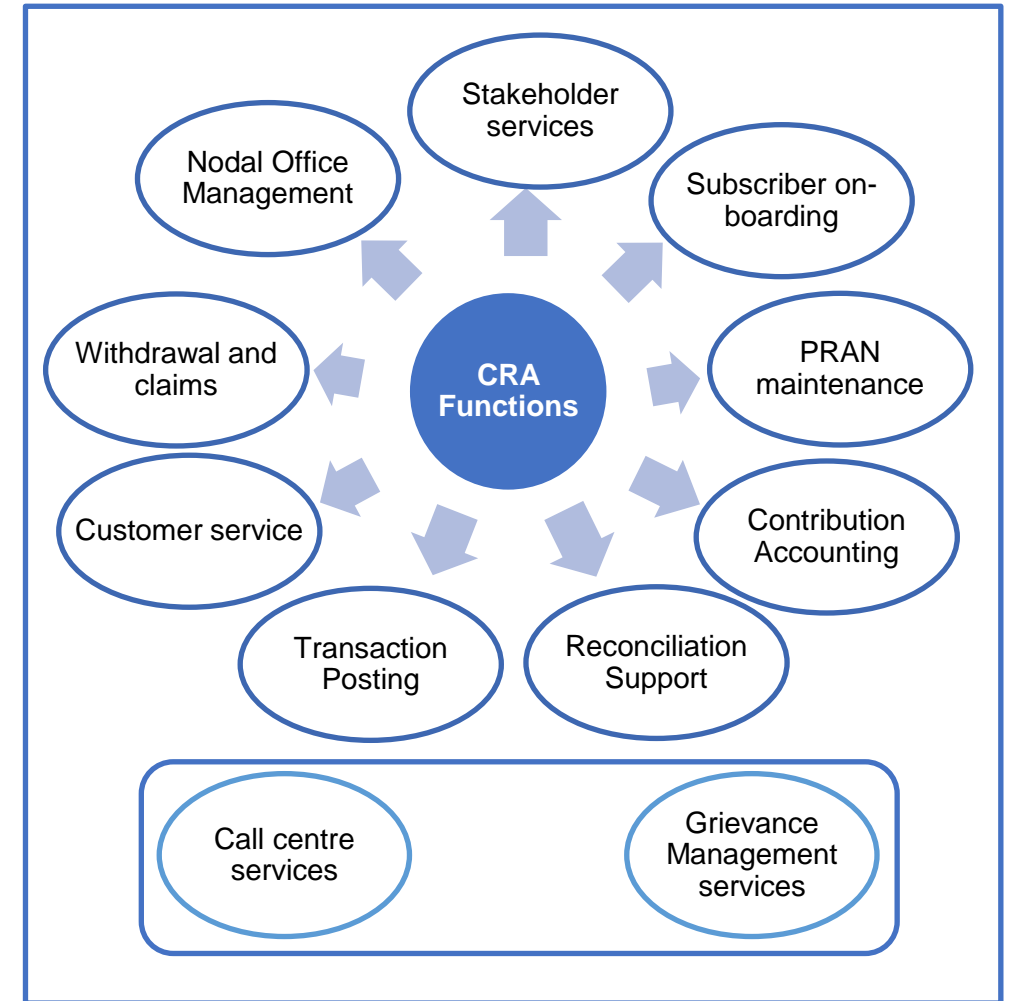 Stakeholder
services
Nodal Office
Management
Subscriber on-
boarding
Withdrawal and
claims
CRA
Functions
PRAN
maintenance
Customer service
Contribution
Accounting
Transaction
Posting
Reconciliation
Support
Call centre
services
Grievance
Management
services